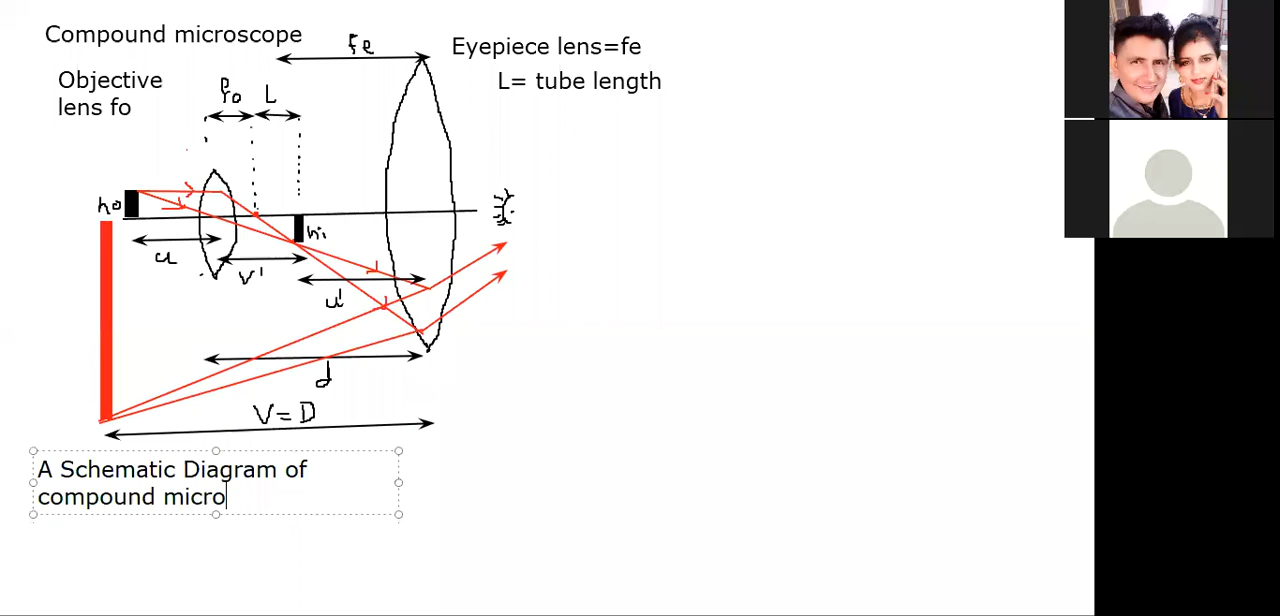 Compound microscope
fe
Eyepiece lens=fe
L= tube length
Objective
lens fo
fo
L
ho
hi
u
v'
u'
d
V=D
A Schematic Diagram of
compound micro